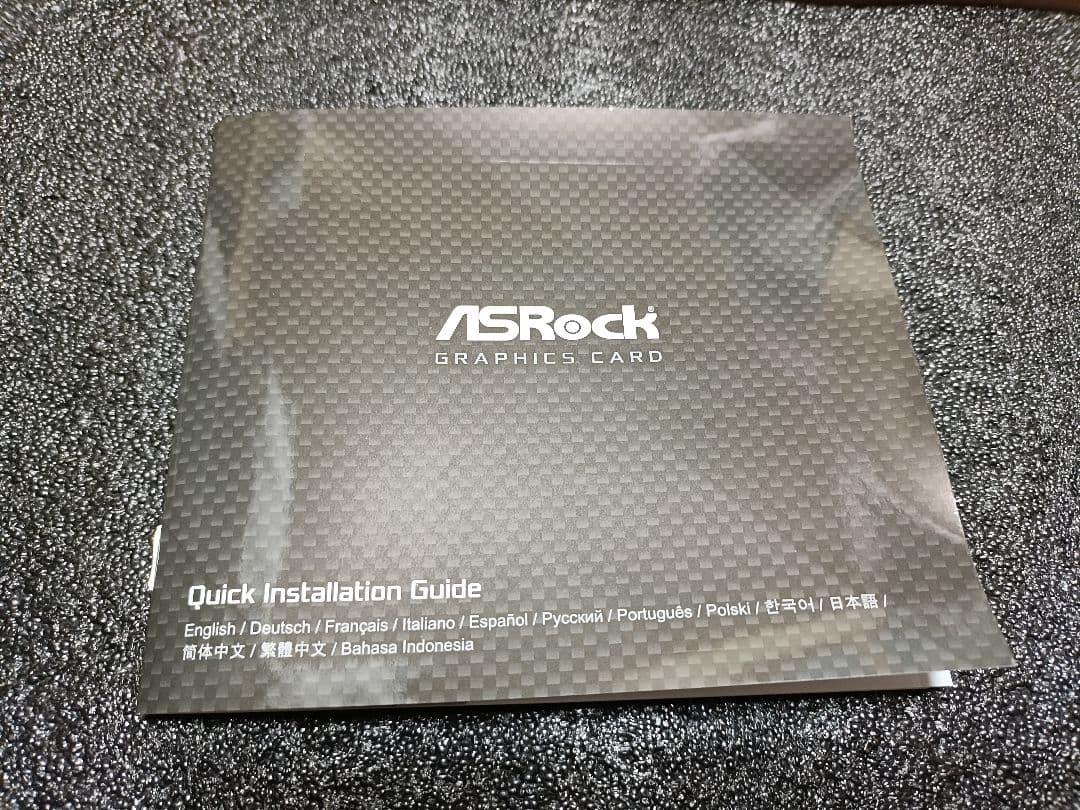 ASRock®
GRAPHICS CARD
Quick Installation Guide
English / Deutsch / Français / Italiano / Español / Русский / Português / Polski / 한국어 / 日本語 /
简体中文 / 繁體中文 / Bahasa Indonesia